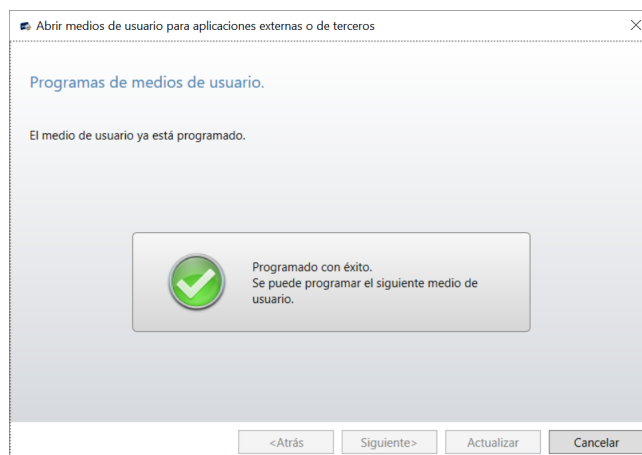 Abrir medios de usuario para aplicaciones externas o de terceros
Programas de medios de usuario.
El medio de usuario ya está programado.
Programado con éxito.
Se puede programar el siguiente medio de
usuario.
<Atrás
Siguiente>
Actualizar
Cancelar